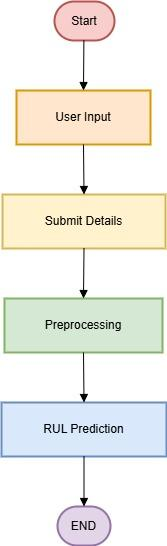 Start
User Input
Submit Details
Preprocessing
RUL Prediction
END